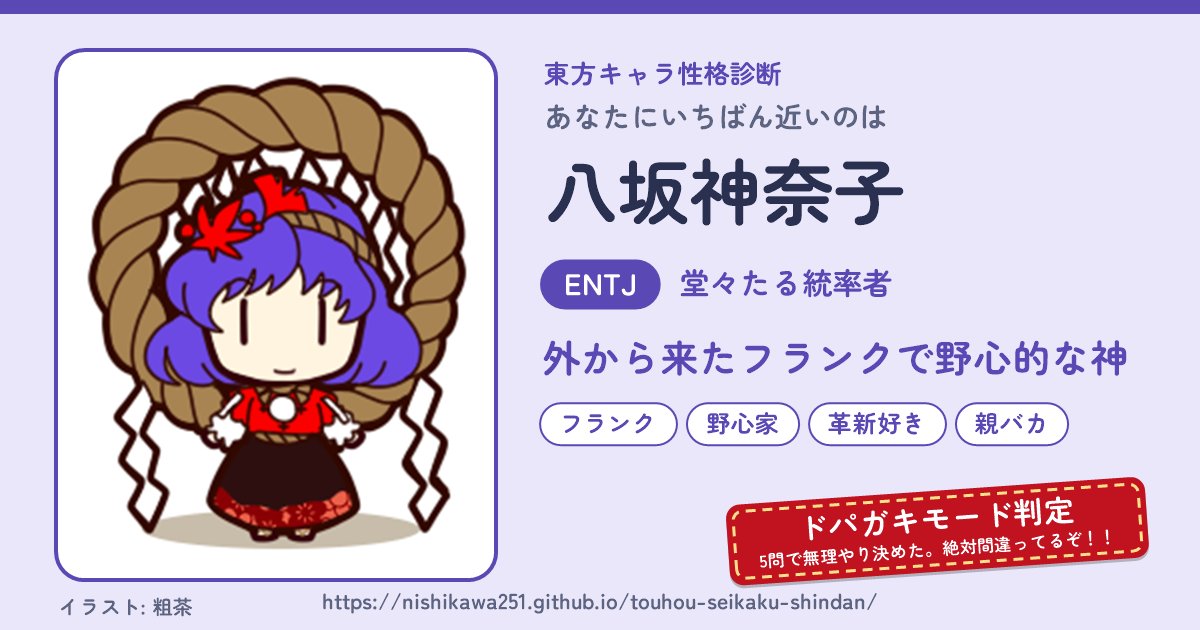 東方キャラ性格診断
あなたにいちばん近いのは
八坂神奈子
ENTJ 堂々たる統率者
外から来たフランクで野心的な神
フランク 野心家 革新好き 親バカ
ドパガキモード判定
5問で無理やり決めた。絶対間違ってるぞ！！
イラスト: 粗茶
https://nishikawa251.github.io/touhou-seikaku-shindan/